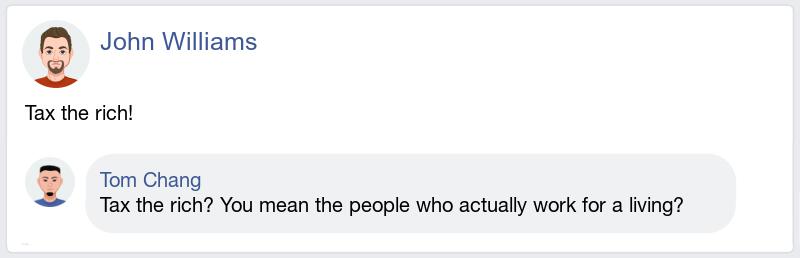 John Williams
Tax the rich!
Tom Chang
Tax the rich? You mean the people who actually work for a living?